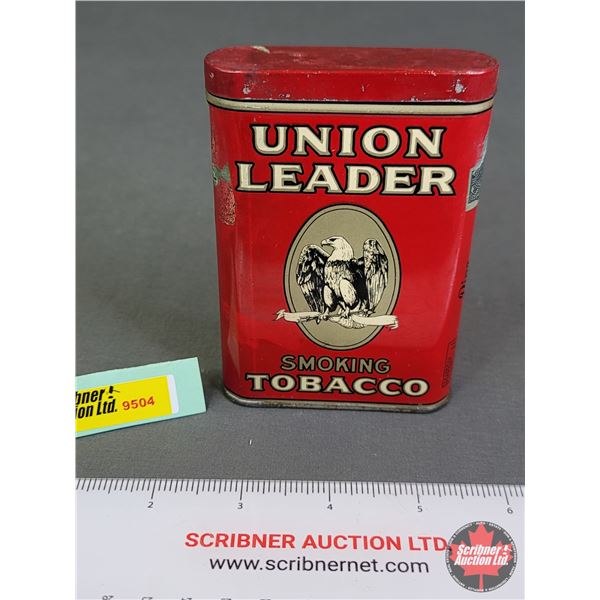 UNION
LEADER
SMOKING
TOBACCO
9504
ion Ltd.
2 3 4 5 6
SCRIBNER AUCTION LTD.
www.scribnernet.com
Scribner
Auction Ltd.